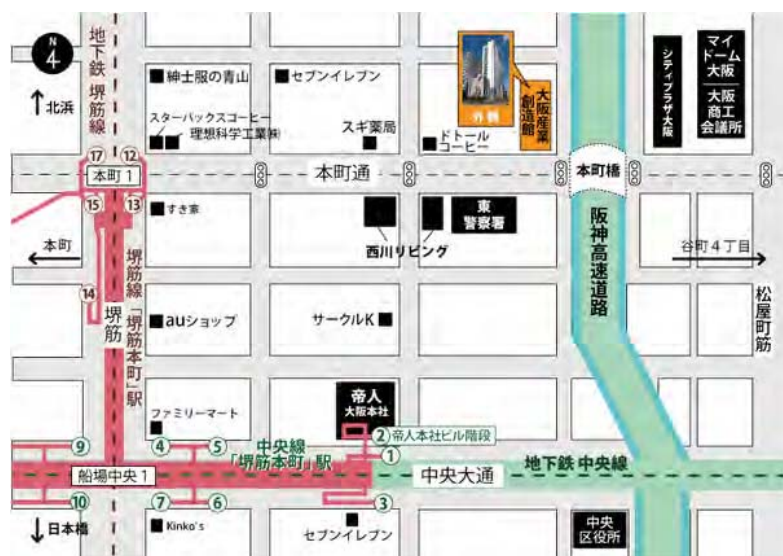 N
4
↑北浜
地下鉄 堺筋線
紳士服の青山
セブンイレブン
スターバックスコーヒー
理想科学工業㈱
スギ薬局
ドトール
コーヒー
外観
大阪産業
創造館
シティプラザ大阪
マイ
ドーム
大阪
大阪
商工
会議所
17
12
本町 1
本町通
本町橋
15
13
すき家
西川リビング
東
警察署
阪神高速道路
本町
←
谷町4丁目
→
松屋町筋
14
堺筋
堺筋線「堺筋本町」駅
auショップ
サークルK
ファミリーマート
帝人
大阪本社
2
帝人本社ビル階段
9
4
5
中央線
「堺筋本町」駅
1
船場中央 1
中央大通
地下鉄 中央線
10
7
6
3
↓日本橋
Kinko's
セブンイレブン
中央
区役所